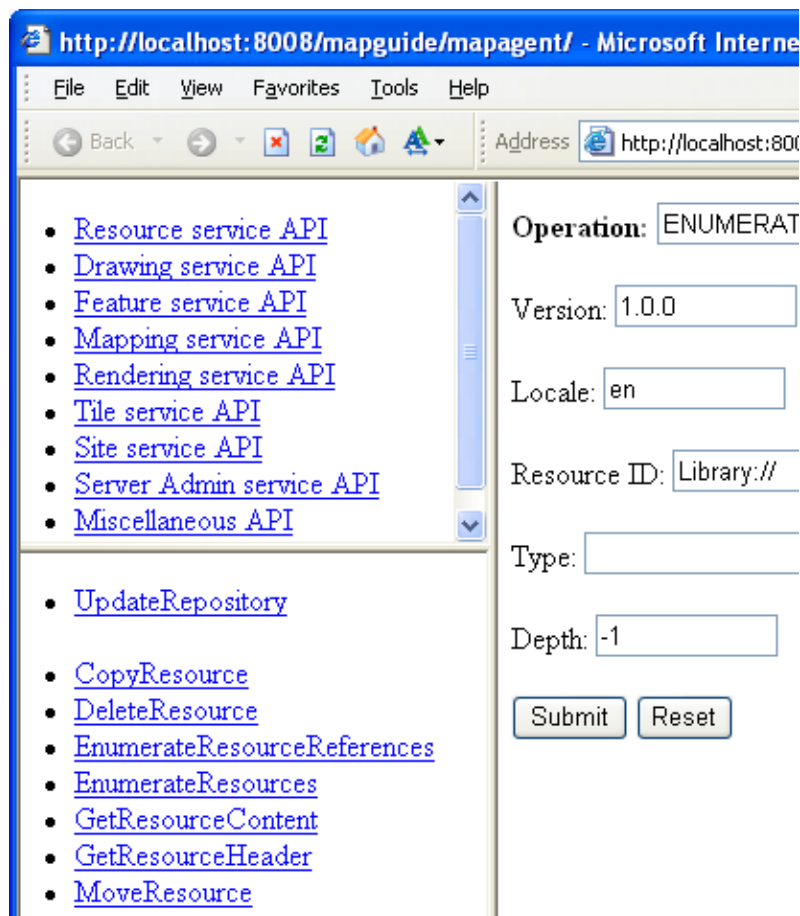 http://localhost:8008/mapguide/mapagent/ - Microsoft Interne
File Edit View Favorites Tools Help
Back Address http://localhost:800
Resource service API
Drawing service API
Feature service API
Mapping service API
Rendering service API
Tile service API
Site service API
Server Admin service API
Miscellaneous API
UpdateRepository
CopyResource
DeleteResource
EnumerateResourceReferences
EnumerateResources
GetResourceContent
GetResourceHeader
MoveResource
Operation: ENUMERAT
Version: 1.0.0
Locale: en
Resource ID: Library://
Type:
Depth: -1
Submit Reset